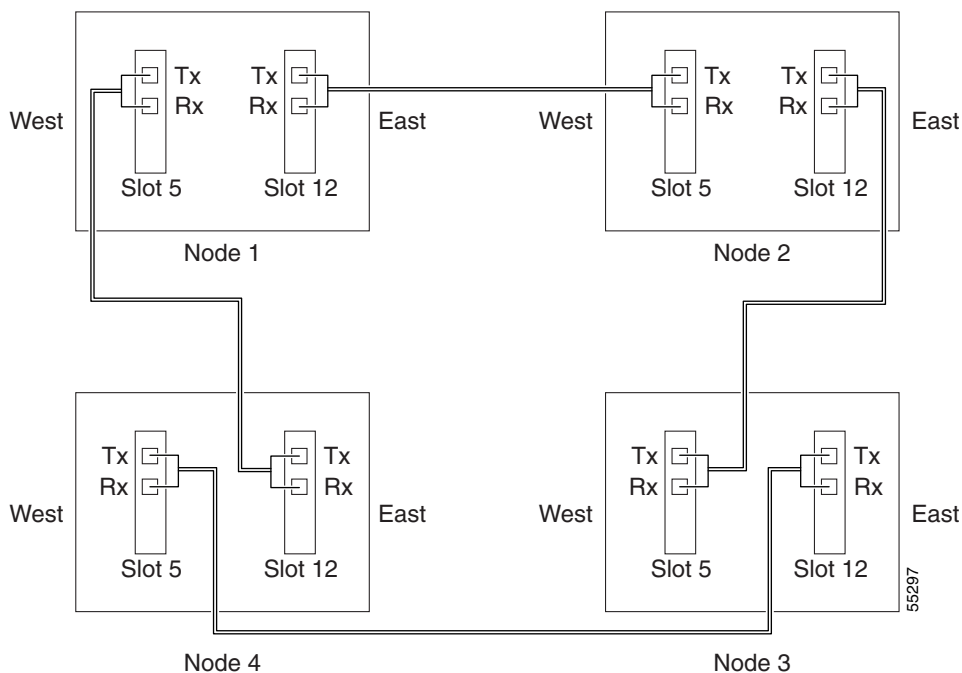 Tx
Rx
Tx
Rx
West
East
Slot 5
Slot 12
Node 1
Tx
Rx
Tx
Rx
West
East
Slot 5
Slot 12
Node 2
Tx
Rx
Tx
Rx
West
East
Slot 5
Slot 12
Node 4
Tx
Rx
Tx
Rx
West
East
Slot 5
Slot 12
Node 3
55297